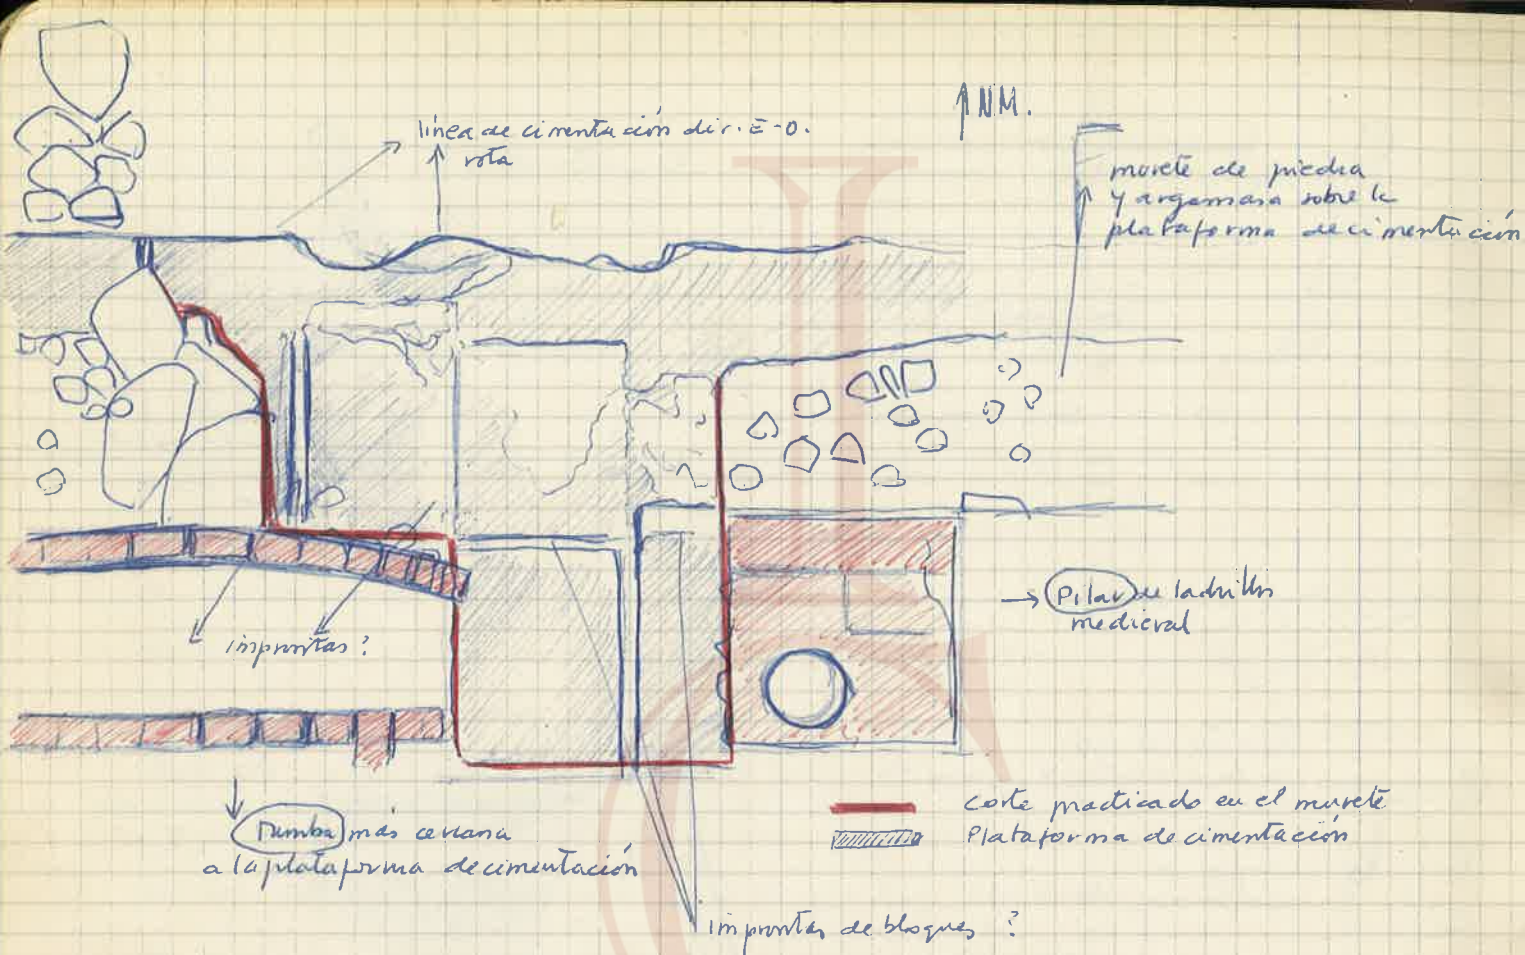 ↑ NM.
línea de cimentación dir. E-O.
rota
murete de piedra
y argamasa sobre la
plataforma de cimentación
→ Pilar de ladrillo
medieval
improntas?
Tumba más cercana
a la plataforma de cimentación
corte practicado en el murete
Plataforma de cimentación
improntas de bloques ?